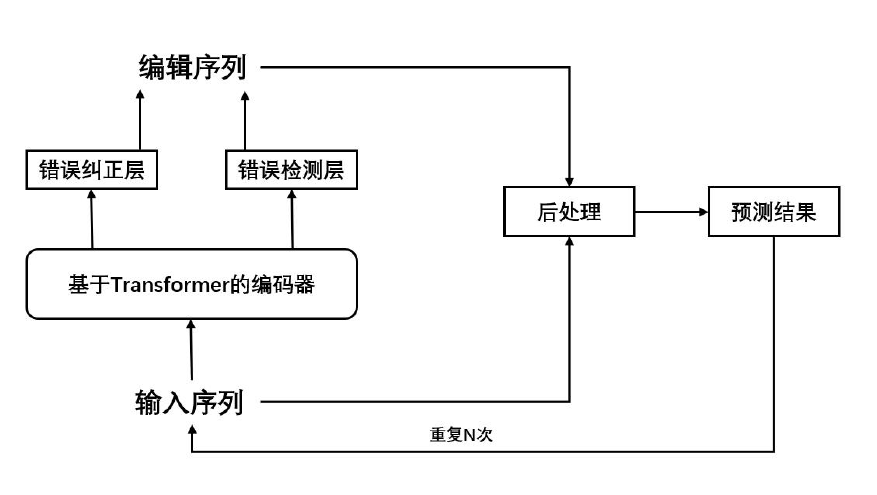 编辑序列
错误纠正层
错误检测层
后处理
预测结果
基于Transformer的编码器
输入序列
重复N次